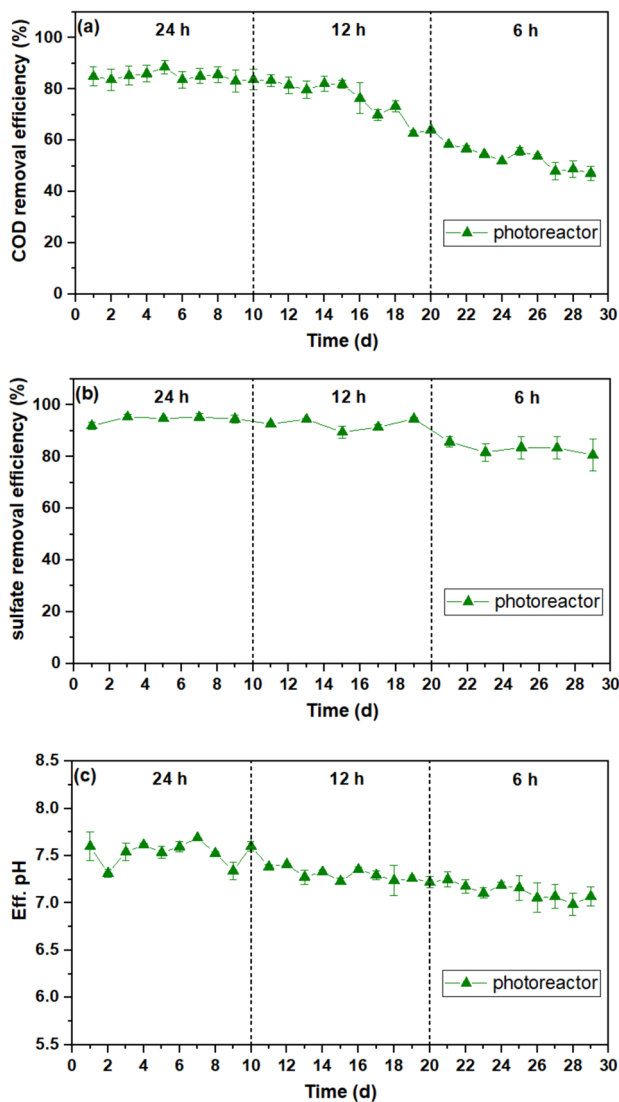 (a) 24 h 12 h 6 h
100
80
60
40
20
0
COD removal efficiency (%)
photoreactor
0 2 4 6 8 10 12 14 16 18 20 22 24 26 28 30
Time (d)
(b) 24 h 12 h 6 h
100
80
60
40
20
0
sulfate removal efficiency (%)
photoreactor
0 2 4 6 8 10 12 14 16 18 20 22 24 26 28 30
Time (d)
8.5
(c) 24 h 12 h 6 h
8.0
7.5
7.0
6.5
6.0
5.5
Eff. pH
photoreactor
0 2 4 6 8 10 12 14 16 18 20 22 24 26 28 30
Time (d)